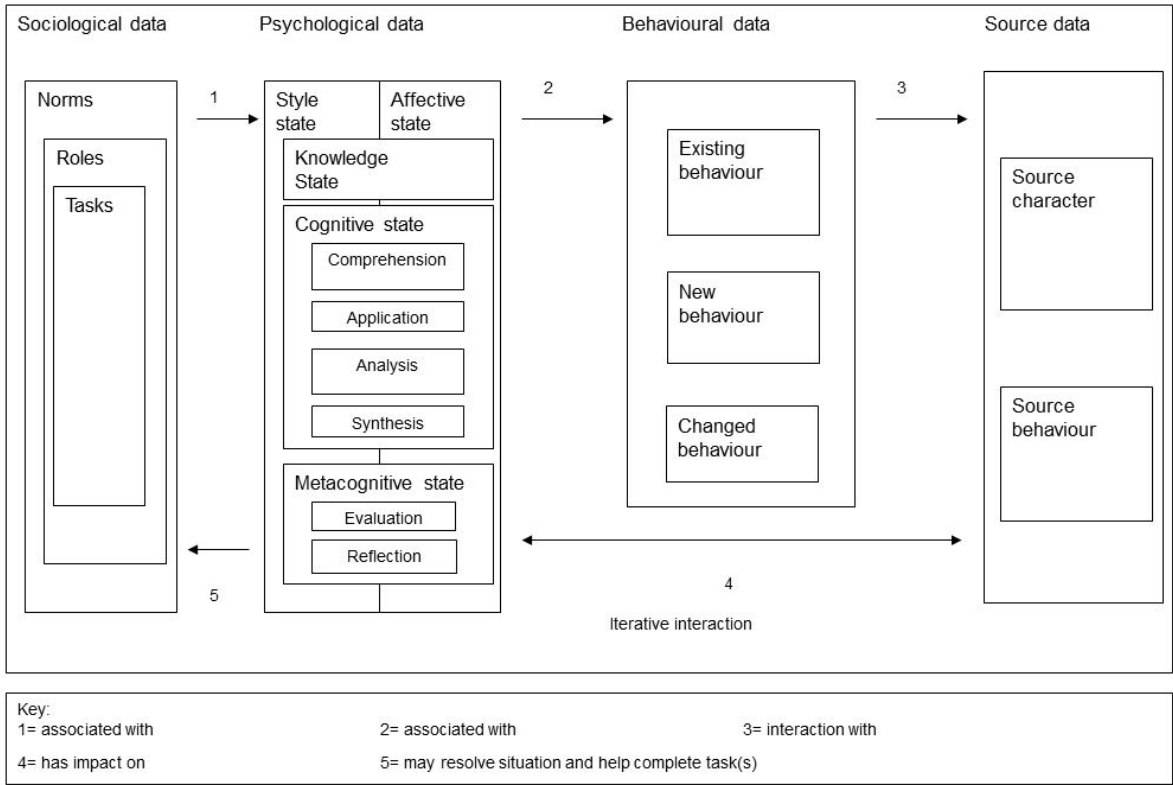 Sociological data
Psychological data
Behavioural data
Source data
Norms
Roles
Tasks
1
Style
state
Affective
state
Knowledge
State
Cognitive state
Comprehension
Application
Analysis
Synthesis
Metacognitive state
Evaluation
Reflection
2
Existing
behaviour
New
behaviour
Changed
behaviour
3
Source
character
Source
behaviour
4
Iterative interaction
5
Key:
1= associated with
2= associated with
3= interaction with
4= has impact on
5= may resolve situation and help complete task(s)